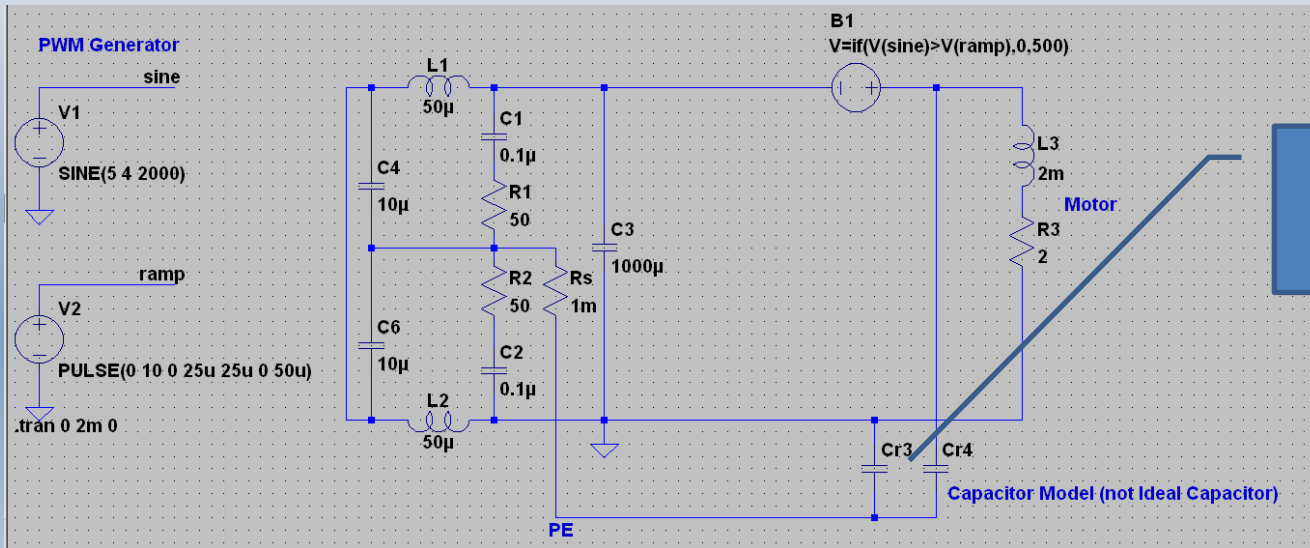 B1
PWM Generator
V=if(V(sine)>V(ramp),0,500)
sine
L1
50µ
V1
C1
0.1µ
L3
2m
SINE(5 4 2000)
C4
10µ
R1
50
Motor
R3
2
C3
1000µ
ramp
R2
50
Rs
1m
V2
C6
10µ
C2
0.1µ
PULSE(0 10 0 25u 25u 0 50u)
L2
50µ
.tran 0 2m 0
Cr3
Cr4
Capacitor Model (not Ideal Capacitor)
PE